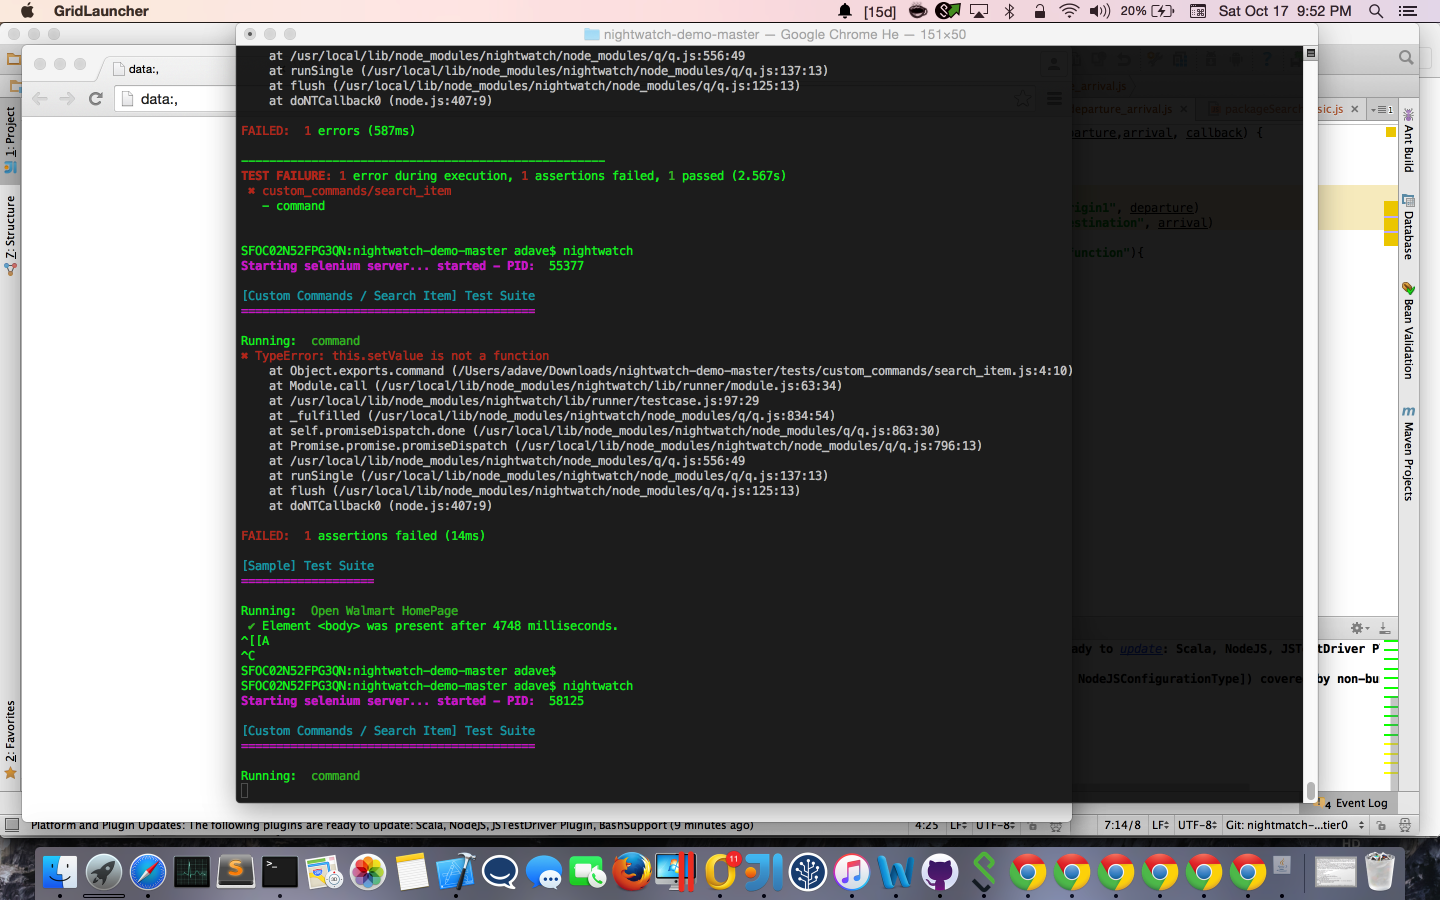 GridLauncher
[15d]
20%
Sat Oct 17 9:52 PM
nightwatch-demo-master — Google Chrome He — 151×50
data:,
data:,
at /usr/local/lib/node_modules/nightwatch/node_modules/q/q.js:556:49
at runSingle (/usr/local/lib/node_modules/nightwatch/node_modules/q/q.js:137:13)
at flush (/usr/local/lib/node_modules/nightwatch/node_modules/q/q.js:125:13)
at doNTCallback0 (node.js:407:9)
FAILED: 1 errors (587ms)
TEST FAILURE: 1 error during execution, 1 assertions failed, 1 passed (2.567s)
✖ custom_commands/search_item
- command
SFOC02N52FPG3QN:nightwatch-demo-master adave$ nightwatch
Starting selenium server... started - PID: 55377
[Custom Commands / Search Item] Test Suite
==========================================
Running: command
✖ TypeError: this.setValue is not a function
at Object.exports.command (/Users/adave/Downloads/nightwatch-demo-master/tests/custom_commands/search_item.js:4:10)
at Module.call (/usr/local/lib/node_modules/nightwatch/lib/runner/module.js:63:34)
at /usr/local/lib/node_modules/nightwatch/lib/runner/testcase.js:97:29
at _fulfilled (/usr/local/lib/node_modules/nightwatch/node_modules/q/q.js:834:54)
at self.promiseDispatch.done (/usr/local/lib/node_modules/nightwatch/node_modules/q/q.js:863:30)
at Promise.promise.promiseDispatch (/usr/local/lib/node_modules/nightwatch/node_modules/q/q.js:796:13)
at /usr/local/lib/node_modules/nightwatch/node_modules/q/q.js:556:49
at runSingle (/usr/local/lib/node_modules/nightwatch/node_modules/q/q.js:137:13)
at flush (/usr/local/lib/node_modules/nightwatch/node_modules/q/q.js:125:13)
at doNTCallback0 (node.js:407:9)
FAILED: 1 assertions failed (14ms)
[Sample] Test Suite
===================
Running: Open Walmart HomePage
✔ Element <body> was present after 4748 milliseconds.
^[[A
^C
SFOC02N52FPG3QN:nightwatch-demo-master adave$
SFOC02N52FPG3QN:nightwatch-demo-master adave$ nightwatch
Starting selenium server... started - PID: 58125
[Custom Commands / Search Item] Test Suite
==========================================
Running: command
_arrival.js
departure_arrival.js
packageSearch
sic.js
1
arture,arrival, callback) {
igin1", departure)
stination", arrival)
unction"){
ady to update: Scala, NodeJS, JSTestDriver P
NodeJSConfigurationType]) covered by non-bu
1: Project
Z: Structure
2: Favorites
Ant Build
Database
Bean Validation
m
Maven Projects
4 Event Log
Platform and Plugin Updates: The following plugins are ready to update: Scala, NodeJS, JSTestDriver Plugin, BashSupport (9 minutes ago)
4:25 LF UTF-8
7:14/8 LF UTF-8 Git: nightmatch-...tier0
HD
11